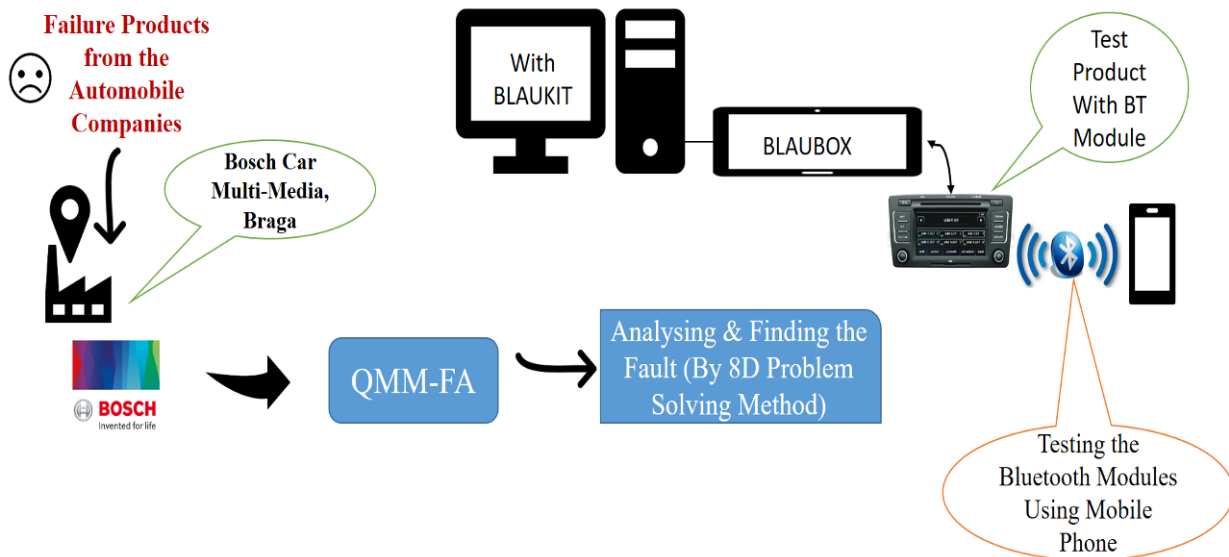 Failure Products
from the
Automobile
Companies
Bosch Car
Multi-Media,
Braga
BOSCH
Invented for life
QMM-FA
Analysing & Finding the
Fault (By 8D Problem
Solving Method)
With
BLAUKIT
BLAUBOX
Test
Product
With BT
Module
Testing the
Bluetooth Modules
Using Mobile
Phone